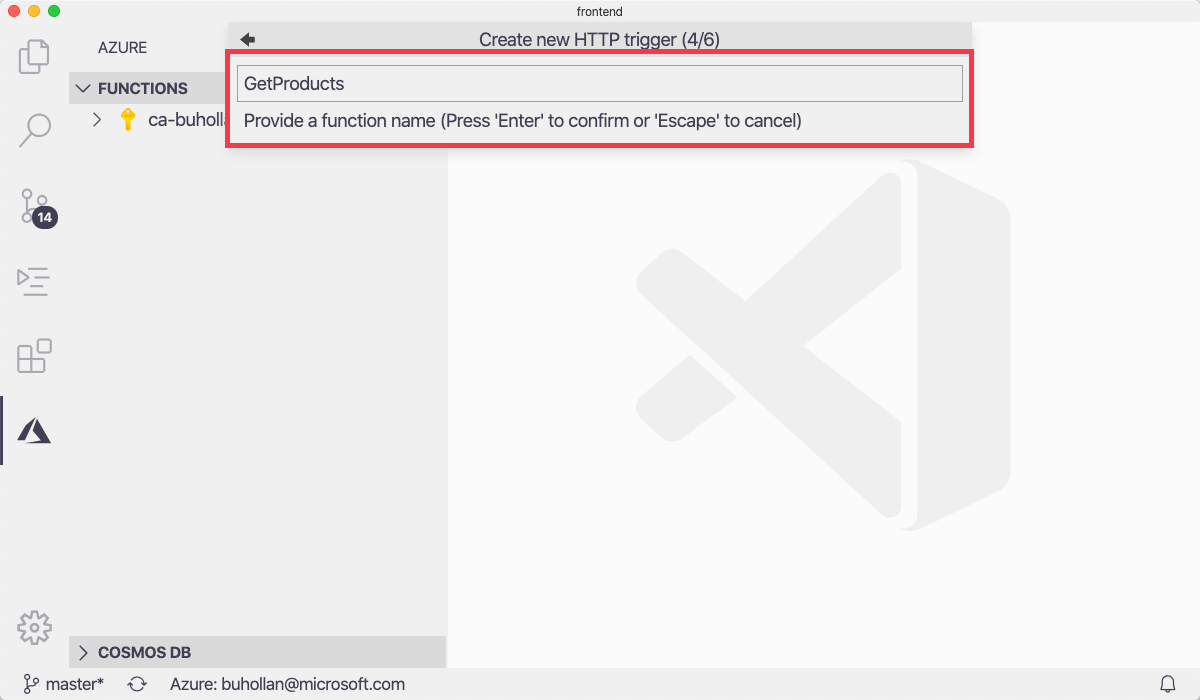 frontend
AZURE
Create new HTTP trigger (4/6)
FUNCTIONS
GetProducts
ca-buholla
Provide a function name (Press 'Enter' to confirm or 'Escape' to cancel)
14
COSMOS DB
master*
Azure: buhollan@microsoft.com